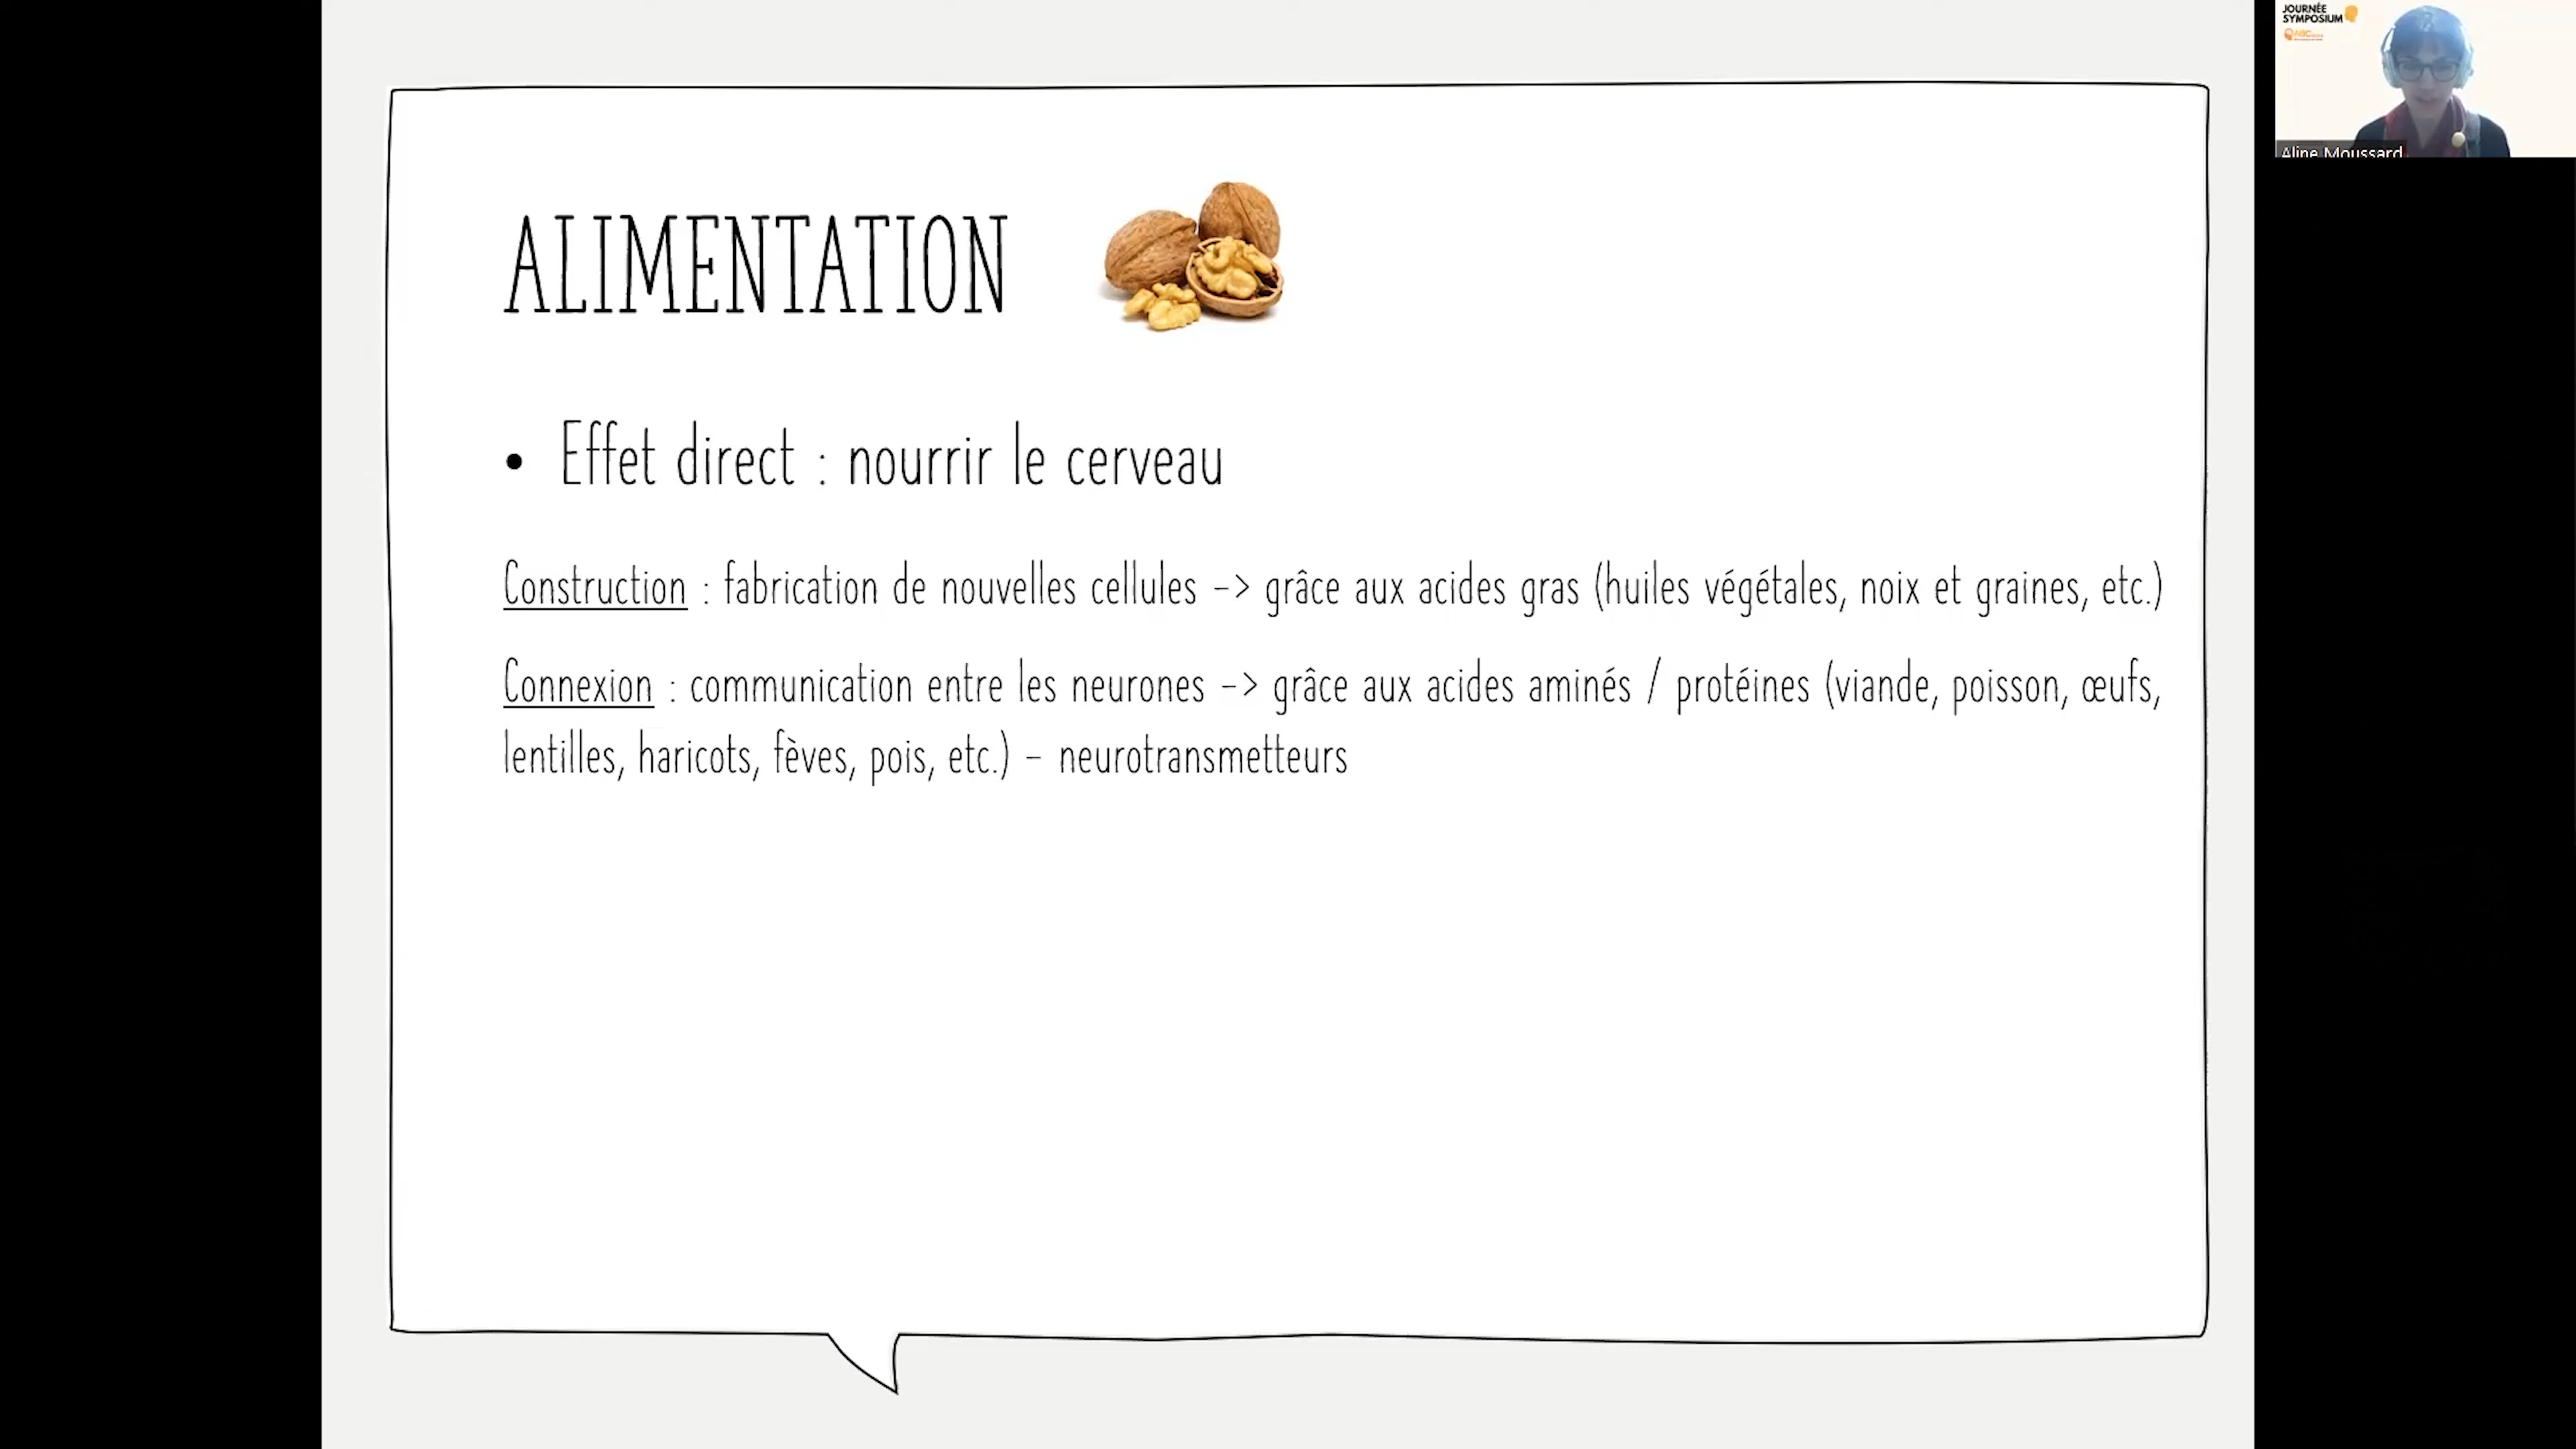 JOURNÉE
SYMPOSIUM
Aline Moussard
ALIMENTATION
• Effet direct : nourrir le cerveau
Construction : fabrication de nouvelles cellules -> grâce aux acides gras (huiles végétales, noix et graines, etc.)
Connexion : communication entre les neurones -> grâce aux acides aminés / protéines (viande, poisson, œufs,
lentilles, haricots, fèves, pois, etc.) – neurotransmetteurs